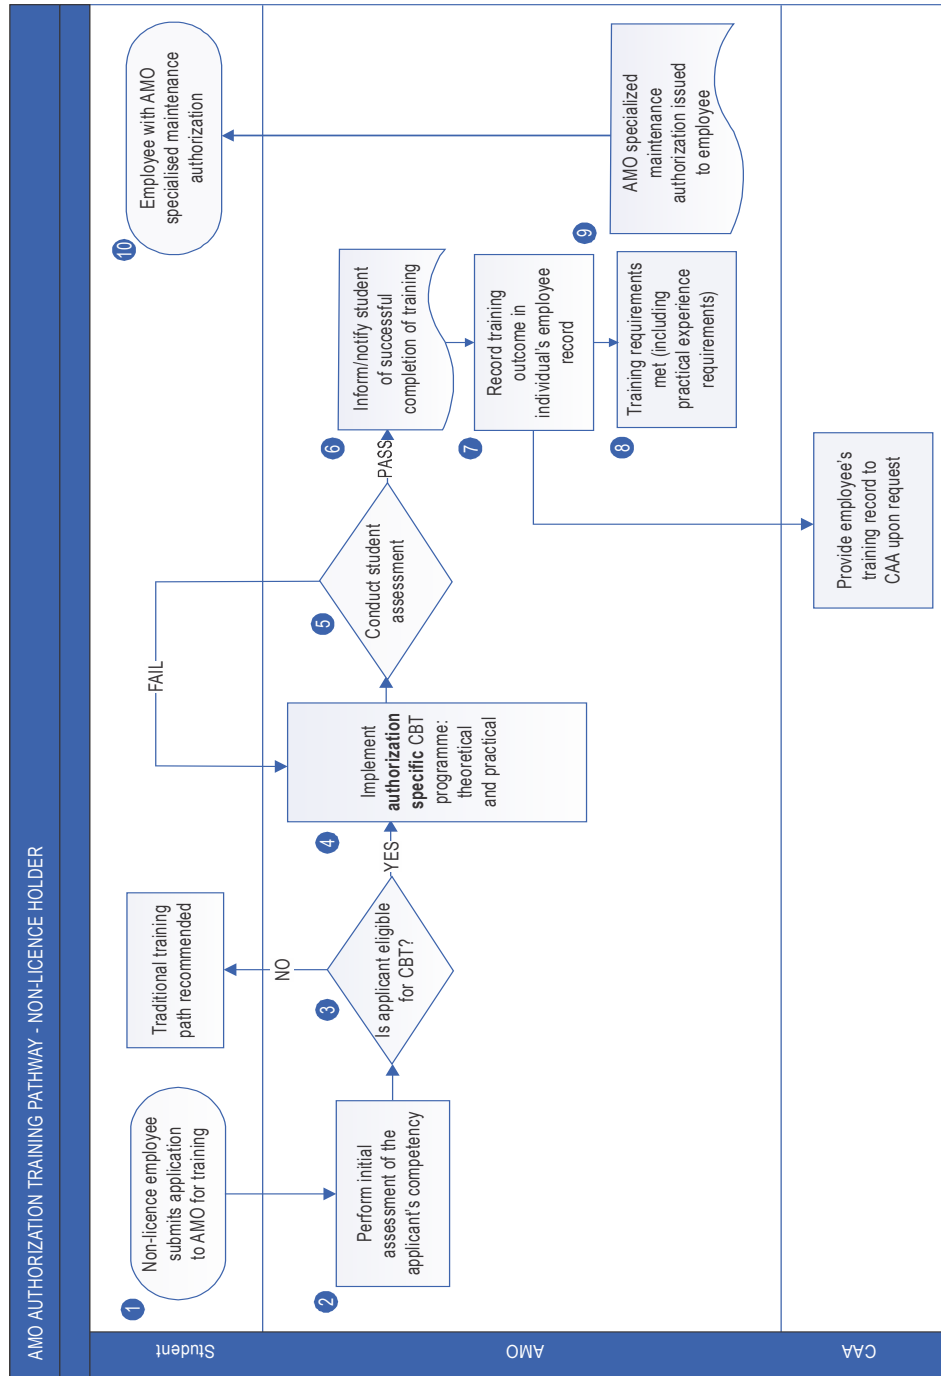 AMO AUTHORIZATION TRAINING PATHWAY - NON-LICENCE HOLDER
Student
1
Non-licence employee
submits application
to AMO for training
Traditional training
path recommended
NO
FAIL
10
Employee with AMO
specialised maintenance
authorization
AMO
2
Perform initial
assessment of the
applicant's competency
3
Is applicant eligible
for CBT?
YES
4
Implement
authorization
specific CBT
programme:
theoretical
and practical
5
Conduct student
assessment
PASS
6
Inform/notify student
of successful
completion of training
7
Record training
outcome in
individual's employee
record
8
Training requirements
met (including
practical experience
requirements)
9
AMO specialized
maintenance
authorization issued
to employee
CAA
Provide employee's
training record to
CAA upon request